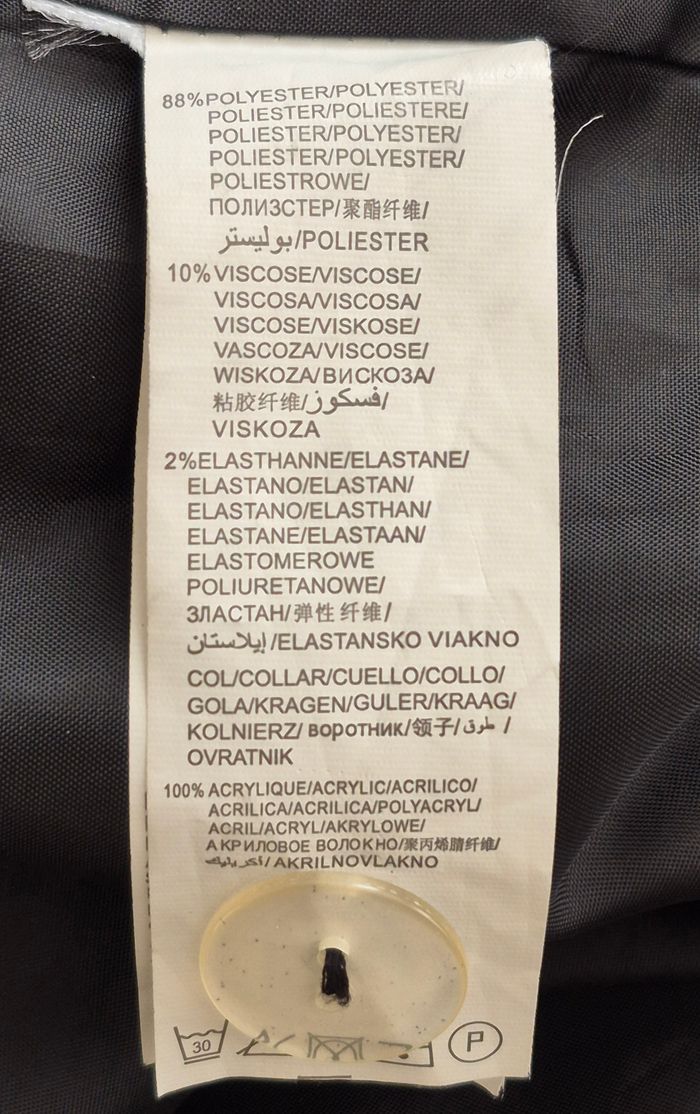 88%POLYESTER/POLYESTER/
POLIESTER/POLIESTERE/
POLIESTER/POLYESTER/
POLIESTER/POLYESTER/
POLIESTROWE/
ПОЛИЗСТЕР/聚酯纤维/
بوليستر/POLIESTER
10%VISCOSE/VISCOSE/
VISCOSA/VISCOSA/
VISCOSE/VISKOSE/
VASCOZA/VISCOSE/
WISKOZA/ВИСКОЗА/
粘胶纤维/فسكوز/
VISKOZA
2%ELASTHANNE/ELASTANE/
ELASTANO/ELASTAN/
ELASTANO/ELASTHAN/
ELASTANE/ELASTAAN/
ELASTOMEROWE
POLIURETANOWE/
ЗЛАСТАН/弹性纤维/
إيلاستان/ELASTANSKO VIAKNO
COL/COLLAR/CUELLO/COLLO/
GOLA/KRAGEN/GULER/KRAAG/
KOLNIERZ/воротник/领子/طوق/
OVRATNIK
100% ACRYLIQUE/ACRYLIC/ACRILICO/
ACRILICA/ACRILICA/POLYACRYL/
ACRIL/ACRYL/AKRYLOWE/
АКРИЛОВОЕ ВОЛОКНО/聚丙烯腈纤维/
أكريليك/AKRILNOVLAKNO
30 P